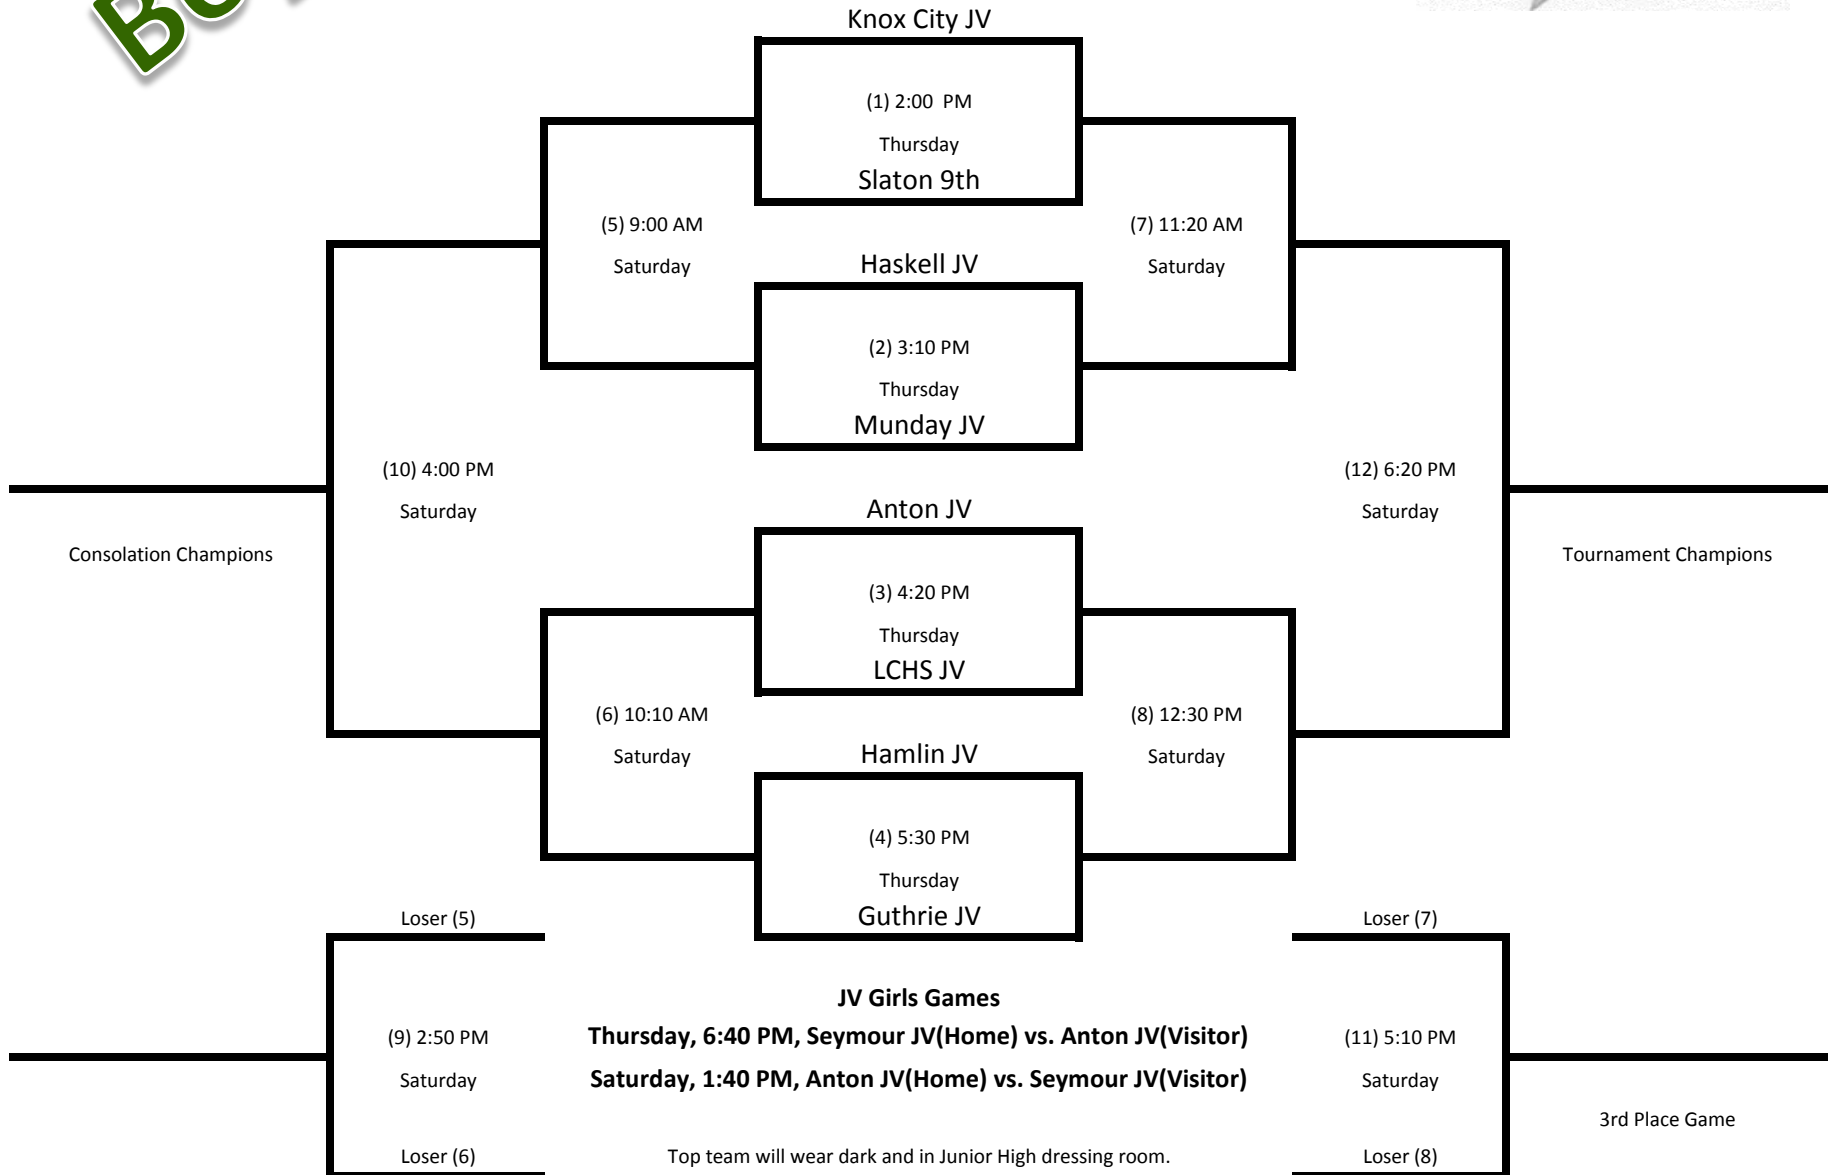 Knox City JV
(1) 2:00 PM
Thursday
Slaton 9th
(5) 9:00 AM
Saturday
(7) 11:20 AM
Saturday
Haskell JV
(2) 3:10 PM
Thursday
Munday JV
(10) 4:00 PM
Saturday
Consolation Champions
(12) 6:20 PM
Saturday
Tournament Champions
Anton JV
(3) 4:20 PM
Thursday
LCHS JV
(6) 10:10 AM
Saturday
(8) 12:30 PM
Saturday
Hamlin JV
(4) 5:30 PM
Thursday
Guthrie JV
Loser (5)
(9) 2:50 PM
Saturday
Loser (6)
JV Girls Games
Thursday, 6:40 PM, Seymour JV(Home) vs. Anton JV(Visitor)
Saturday, 1:40 PM, Anton JV(Home) vs. Seymour JV(Visitor)
Top team will wear dark and in Junior High dressing room.
Loser (7)
(11) 5:10 PM
Saturday
3rd Place Game
Loser (8)